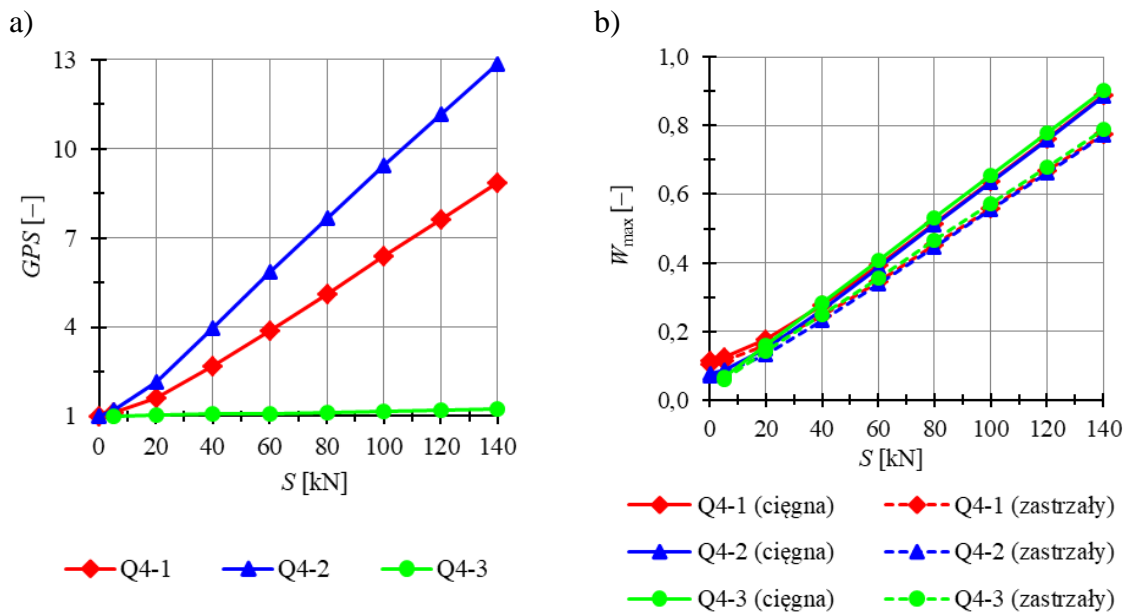 a)
13
10
7
4
1
GPS [–]
0 20 40 60 80 100 120 140
S [kN]
Q4-1 Q4-2 Q4-3
b)
1,0
0,8
0,6
0,4
0,2
0,0
W_max [–]
0 20 40 60 80 100 120 140
S [kN]
Q4-1 (cięgna) Q4-1 (zastrzały)
Q4-2 (cięgna) Q4-2 (zastrzały)
Q4-3 (cięgna) Q4-3 (zastrzały)